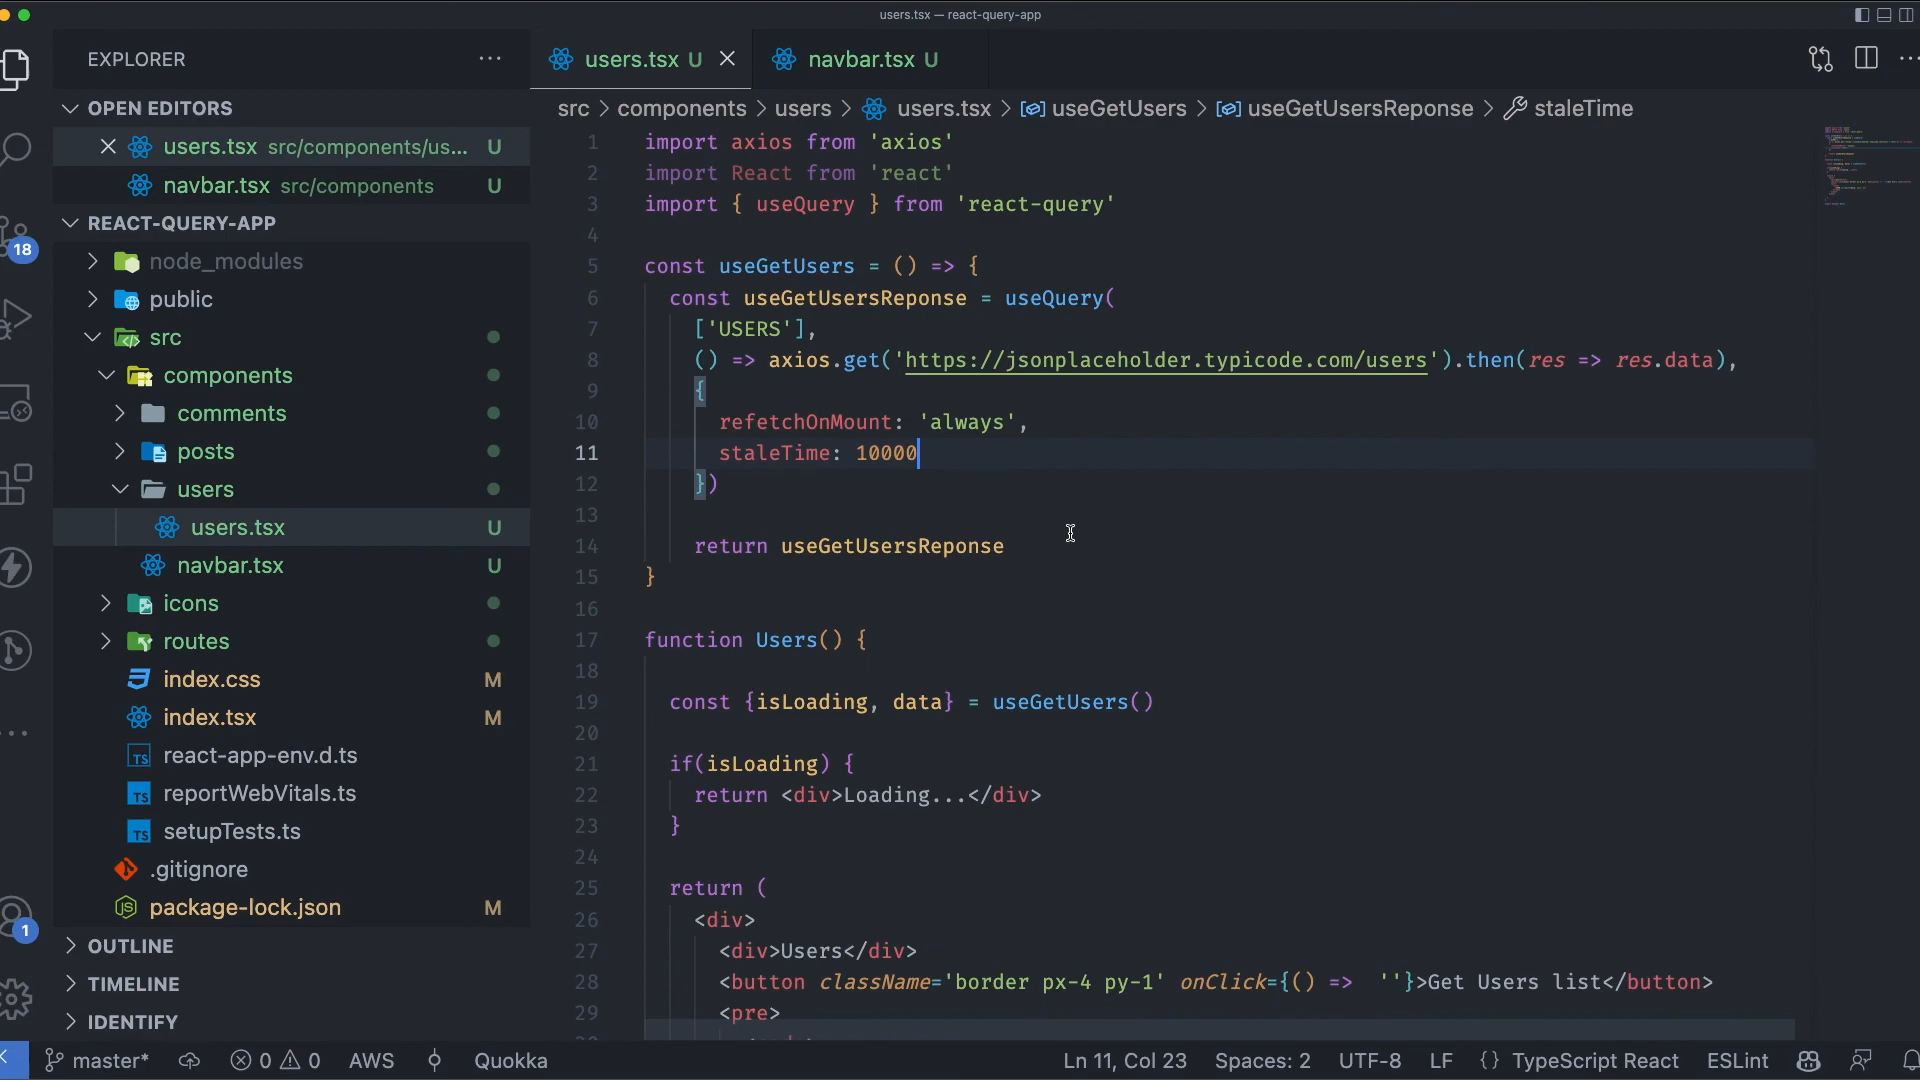 users.tsx — react-query-app
EXPLORER
users.tsx U
navbar.tsx U
OPEN EDITORS
src > components > users > users.tsx > useGetUsers > useGetUsersReponse > staleTime
users.tsx src/components/us... U
navbar.tsx src/components U
REACT-QUERY-APP
node_modules
public
src
components
comments
posts
users
users.tsx U
navbar.tsx U
icons
routes
index.css M
index.tsx M
react-app-env.d.ts
reportWebVitals.ts
setupTests.ts
.gitignore
package-lock.json M
OUTLINE
TIMELINE
IDENTIFY
18
1
1 import axios from 'axios'
2 import React from 'react'
3 import { useQuery } from 'react-query'
4
5 const useGetUsers = () => {
6 const useGetUsersReponse = useQuery(
7 ['USERS'],
8 () => axios.get('https://jsonplaceholder.typicode.com/users').then(res => res.data),
9 {
10 refetchOnMount: 'always',
11 staleTime: 10000
12 })
13
14 return useGetUsersReponse
15 }
16
17 function Users() {
18
19 const {isLoading, data} = useGetUsers()
20
21 if(isLoading) {
22 return <div>Loading...</div>
23 }
24
25 return (
26 <div>
27 <div>Users</div>
28 <button className='border px-4 py-1' onClick={() => ''}>Get Users list</button>
29 <pre>
master* 0 0 AWS Quokka Ln 11, Col 23 Spaces: 2 UTF-8 LF {} TypeScript React ESLint